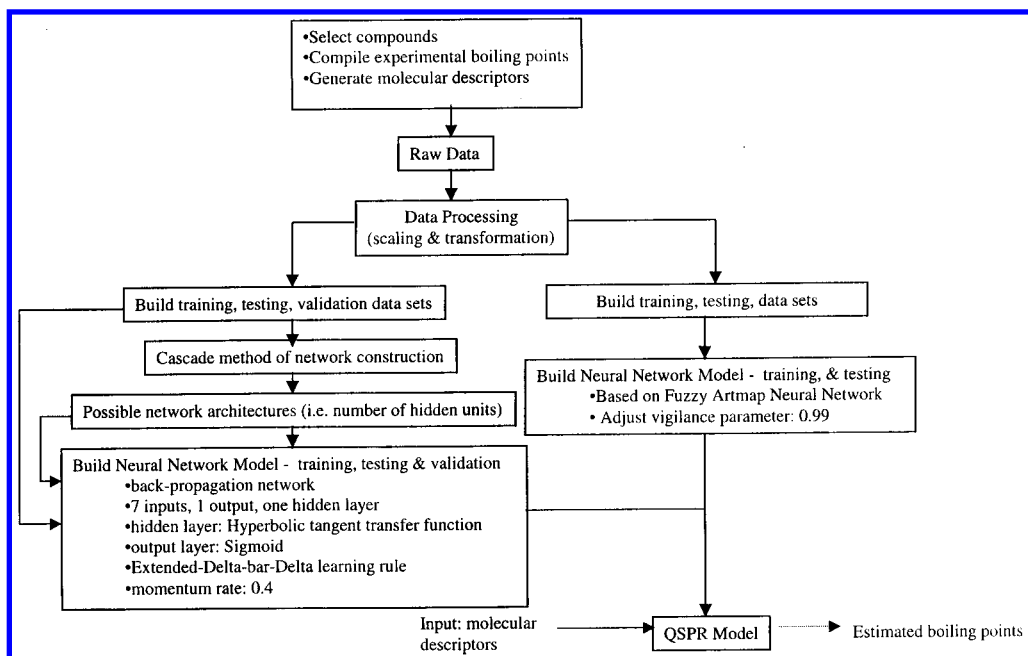 •Select compounds
•Compile experimental boiling points
•Generate molecular descriptors
Raw Data
Data Processing
(scaling & transformation)
Build training, testing, validation data sets
Cascade method of network construction
Possible network architectures (i.e. number of hidden units)
Build Neural Network Model - training, testing & validation
•back-propagation network
•7 inputs, 1 output, one hidden layer
•hidden layer: Hyperbolic tangent transfer function
•output layer: Sigmoid
•Extended-Delta-bar-Delta learning rule
•momentum rate: 0.4
Build training, testing, data sets
Build Neural Network Model - training, & testing
•Based on Fuzzy Artmap Neural Network
• Adjust vigilance parameter: 0.99
Input: molecular
descriptors
QSPR Model
Estimated boiling points